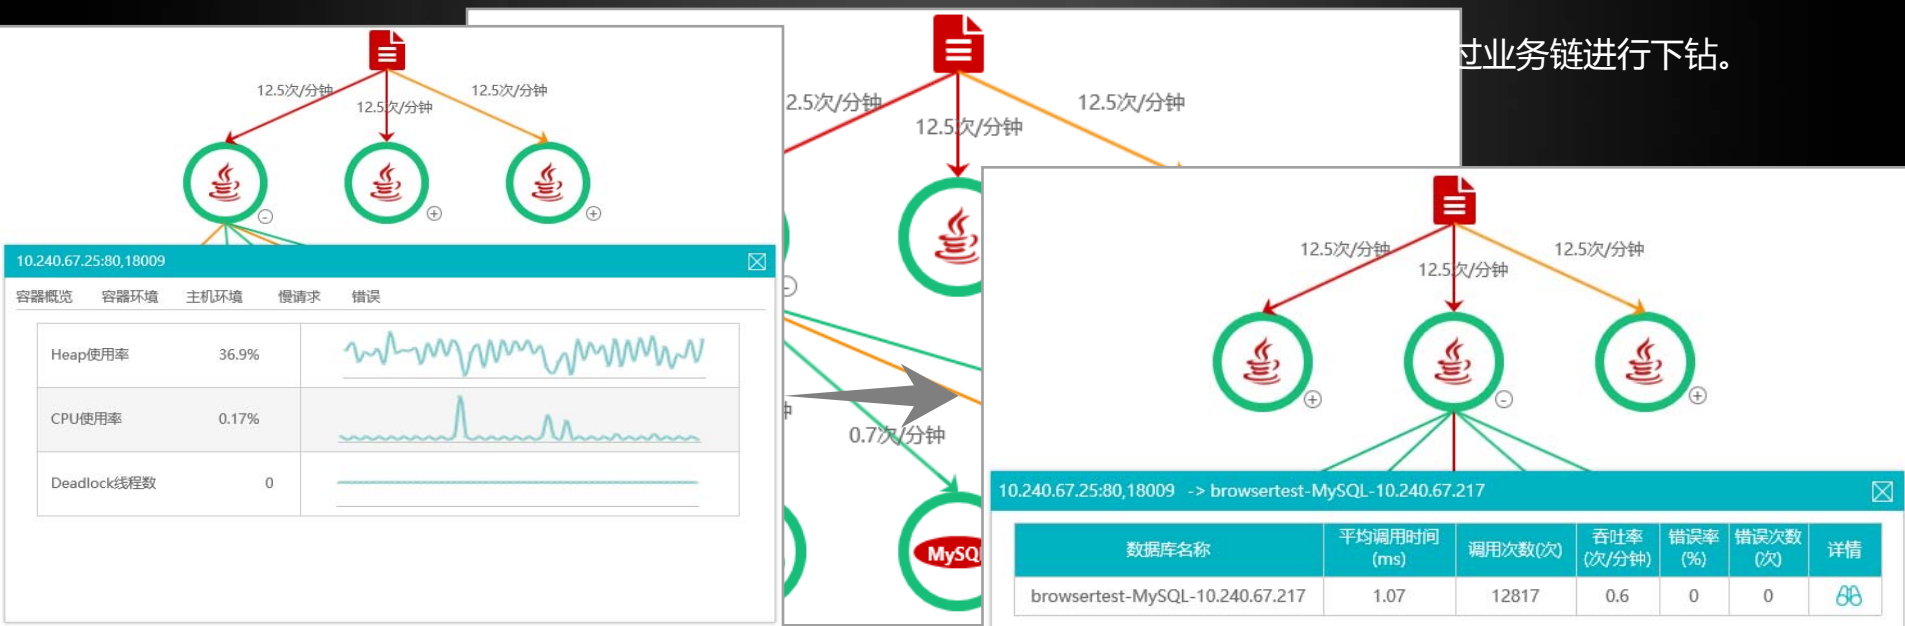 过业务链进行下钻。
12.5次/分钟
12.5次/分钟
12.5次/分钟
10.240.67.25:80,18009
容器概览 容器环境 主机环境 慢请求 错误
Heap使用率 36.9%
CPU使用率 0.17%
Deadlock线程数 0
2.5次/分钟
12.5次/分钟
12.5次/分钟
钟
0.7次/分钟
MySQL
12.5次/分钟
12.5次/分钟
12.5次/分钟
10.240.67.25:80,18009 -> browsertest-MySQL-10.240.67.217
数据库名称 平均调用时间(ms) 调用次数(次) 吞吐率(次/分钟) 错误率(%) 错误次数(次) 详情
browsertest-MySQL-10.240.67.217 1.07 12817 0.6 0 0